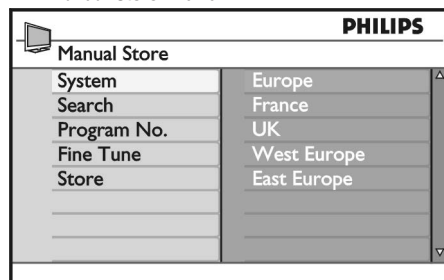 PHILIPS
Manual Store
System
Search
Program No.
Fine Tune
Store
Europe
France
UK
West Europe
East Europe